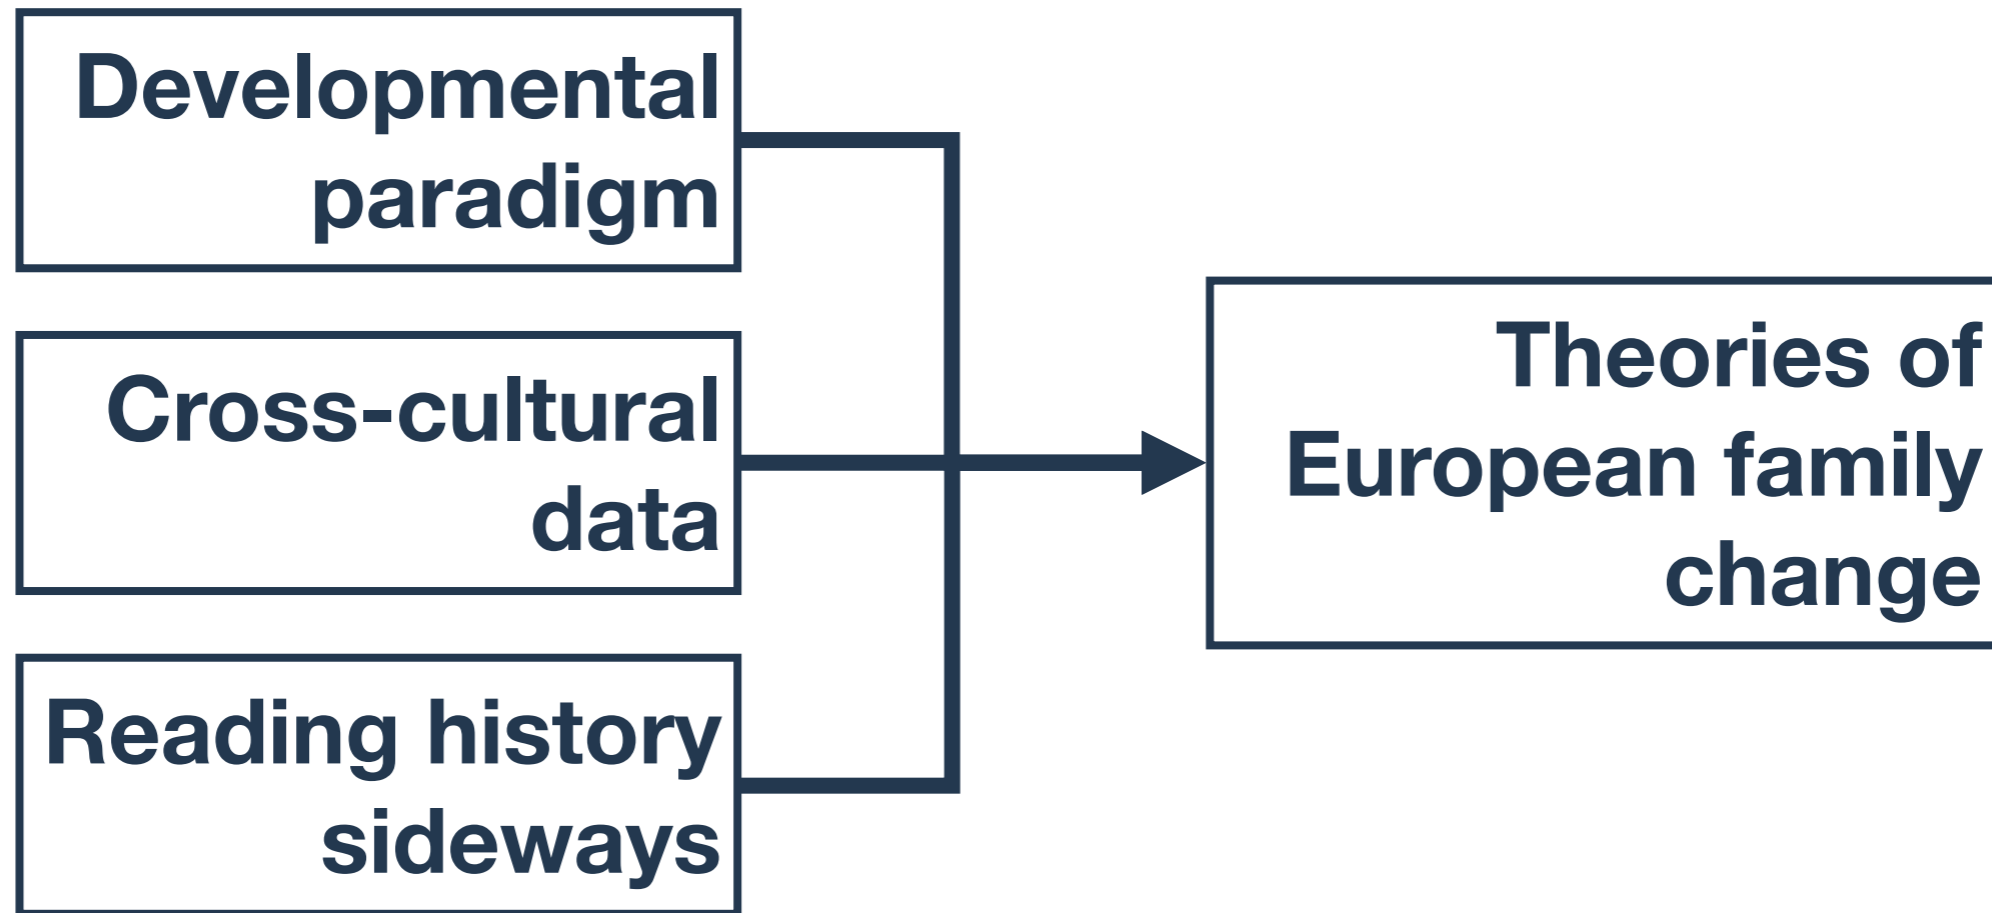 Developmental
paradigm
Cross-cultural
data
Reading history
sideways
Theories of
European family
change